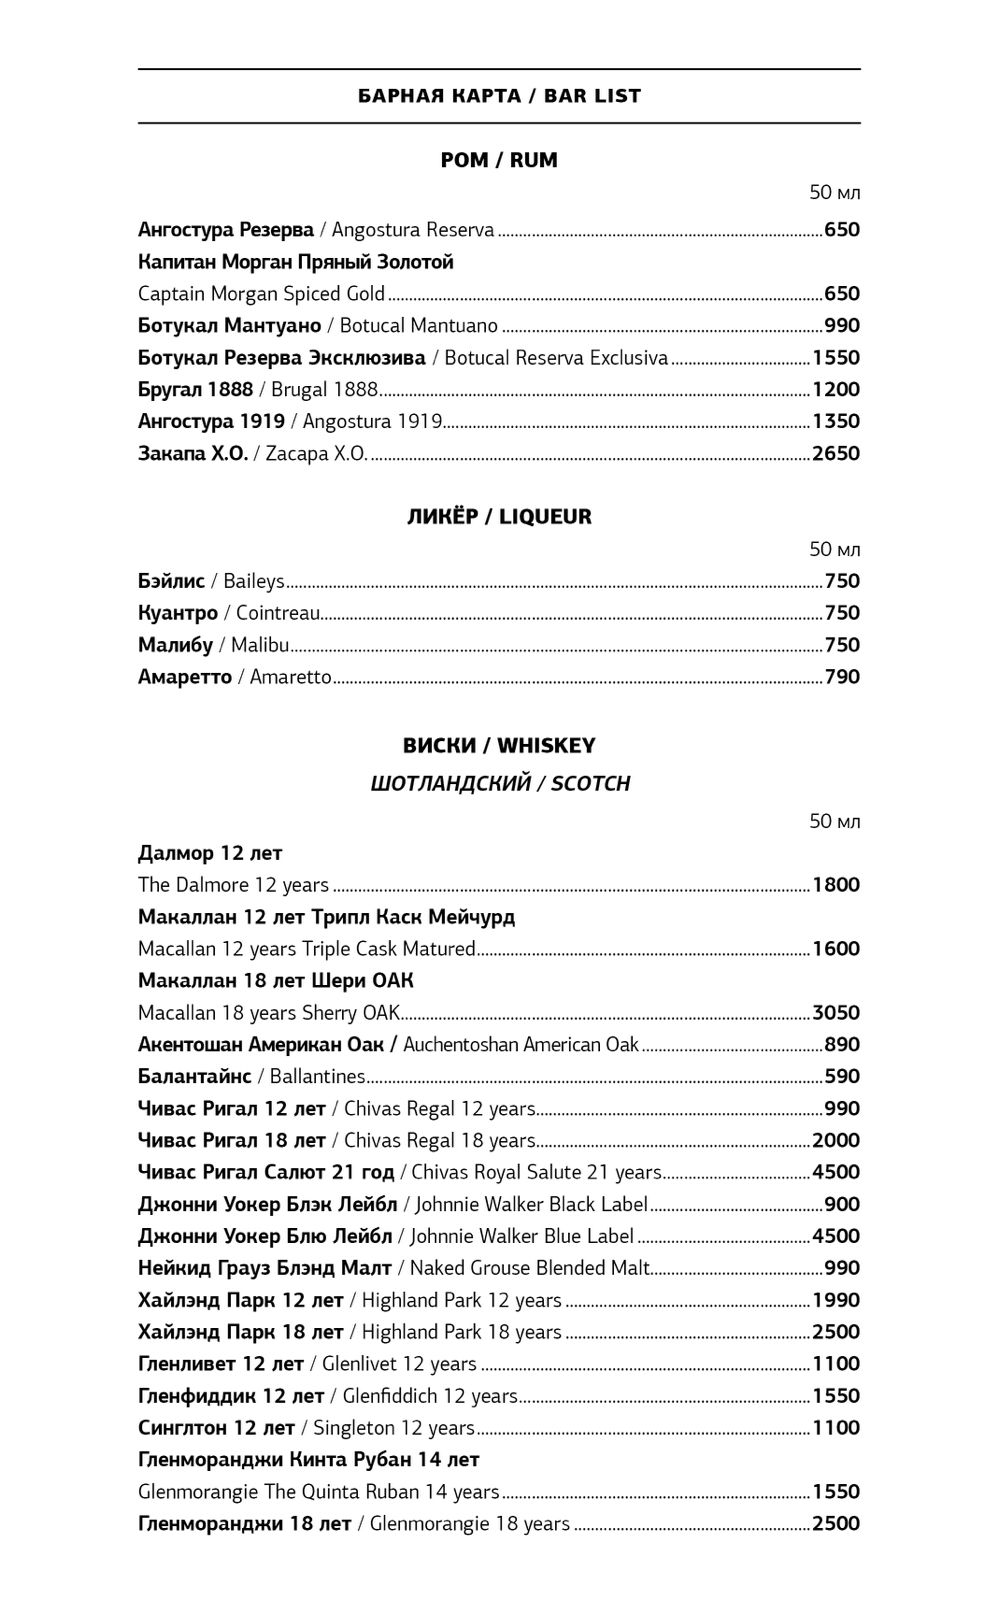 БАРНАЯ КАРТА / BAR LIST
РОМ / RUM
50 мл
Ангостура Резерва / Angostura Reserva ........ 650
Капитан Морган Пряный Золотой
Captain Morgan Spiced Gold ........ 650
Ботукал Мантуано / Botucal Mantuano ........ 990
Ботукал Резерва Эксклюзива / Botucal Reserva Exclusiva ........ 1550
Бругал 1888 / Brugal 1888 ........ 1200
Ангостура 1919 / Angostura 1919 ........ 1350
Закапа X.O. / Zacapa X.O. ........ 2650
ЛИКЁР / LIQUEUR
50 мл
Бэйлис / Baileys ........ 750
Куантро / Cointreau ........ 750
Малибу / Malibu ........ 750
Амаретто / Amaretto ........ 790
ВИСКИ / WHISKEY
ШОТЛАНДСКИЙ / SCOTCH
50 мл
Далмор 12 лет
The Dalmore 12 years ........ 1800
Макаллан 12 лет Трипл Каск Мейчурд
Macallan 12 years Triple Cask Matured ........ 1600
Макаллан 18 лет Шери ОАК
Macallan 18 years Sherry OAK ........ 3050
Акентошан Американ Оак / Auchentoshan American Oak ........ 890
Балантайнс / Ballantines ........ 590
Чивас Ригал 12 лет / Chivas Regal 12 years ........ 990
Чивас Ригал 18 лет / Chivas Regal 18 years ........ 2000
Чивас Ригал Салют 21 год / Chivas Royal Salute 21 years ........ 4500
Джонни Уокер Блэк Лейбл / Johnnie Walker Black Label ........ 900
Джонни Уокер Блю Лейбл / Johnnie Walker Blue Label ........ 4500
Нейкид Грауз Блэнд Малт / Naked Grouse Blended Malt ........ 990
Хайлэнд Парк 12 лет / Highland Park 12 years ........ 1990
Хайлэнд Парк 18 лет / Highland Park 18 years ........ 2500
Гленливет 12 лет / Glenlivet 12 years ........ 1100
Гленфиддик 12 лет / Glenfiddich 12 years ........ 1550
Синглтон 12 лет / Singleton 12 years ........ 1100
Гленморанджи Кинта Рубан 14 лет
Glenmorangie The Quinta Ruban 14 years ........ 1550
Гленморанджи 18 лет / Glenmorangie 18 years ........ 2500